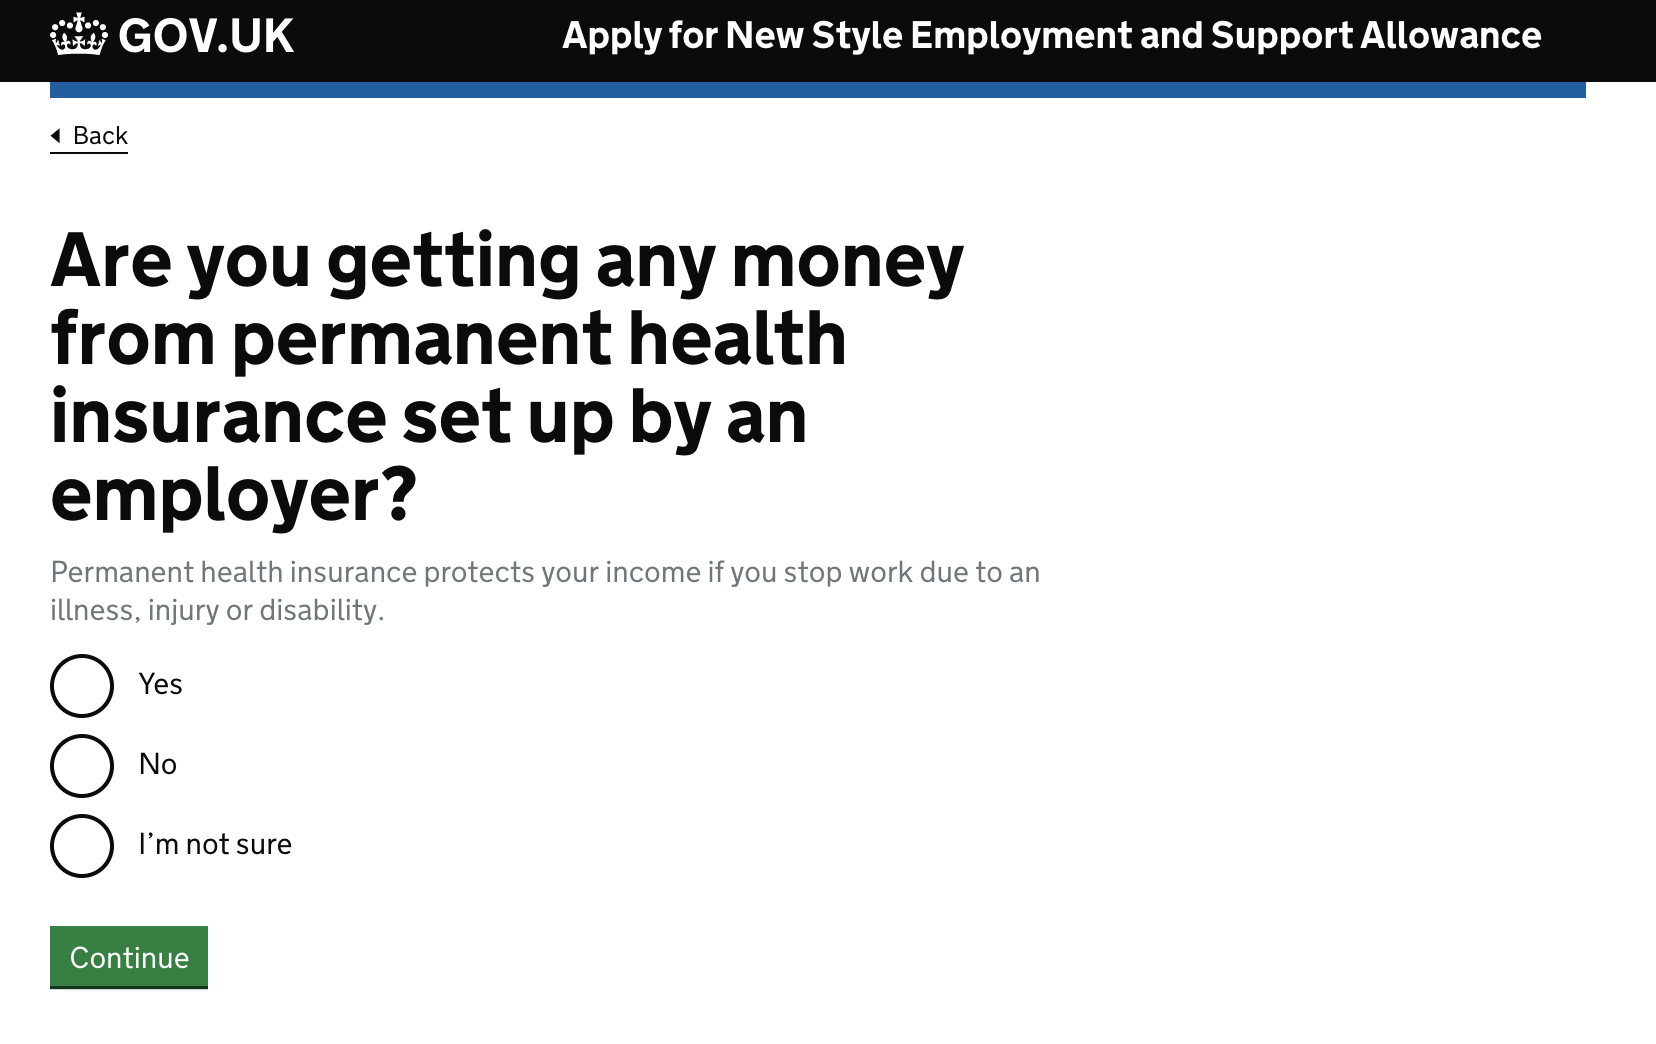 GOV.UK
Apply for New Style Employment and Support Allowance
Back
Are you getting any money
from permanent health
insurance set up by an
employer?
Permanent health insurance protects your income if you stop work due to an
illness, injury or disability.
Yes
No
I’m not sure
Continue